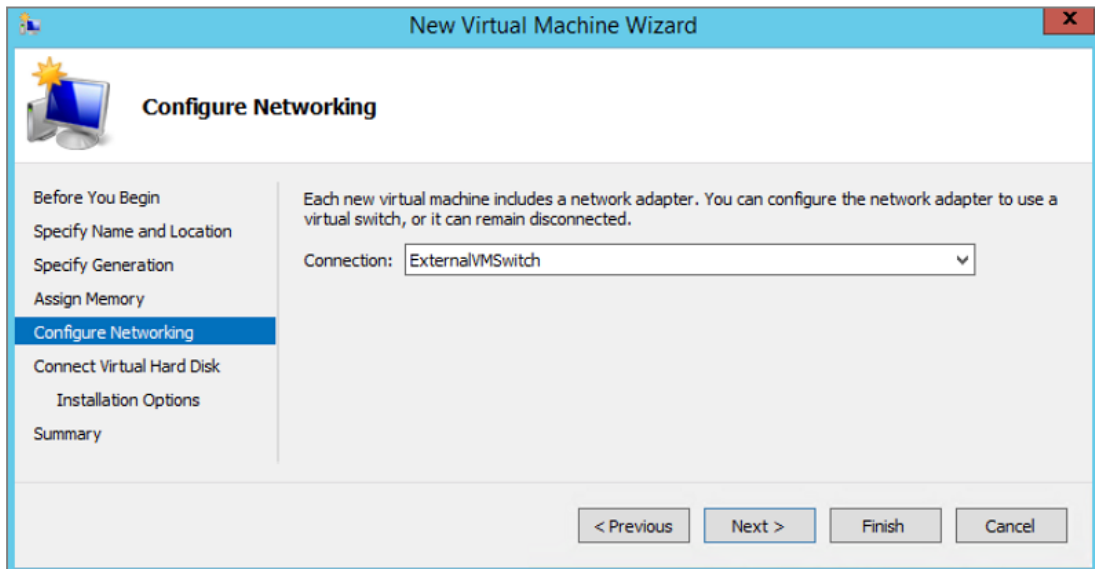 New Virtual Machine Wizard
x
Configure Networking
Before You Begin
Specify Name and Location
Specify Generation
Assign Memory
Configure Networking
Connect Virtual Hard Disk
Installation Options
Summary
Each new virtual machine includes a network adapter. You can configure the network adapter to use a
virtual switch, or it can remain disconnected.
Connection: ExternalVMSwitch
< Previous Next > Finish Cancel